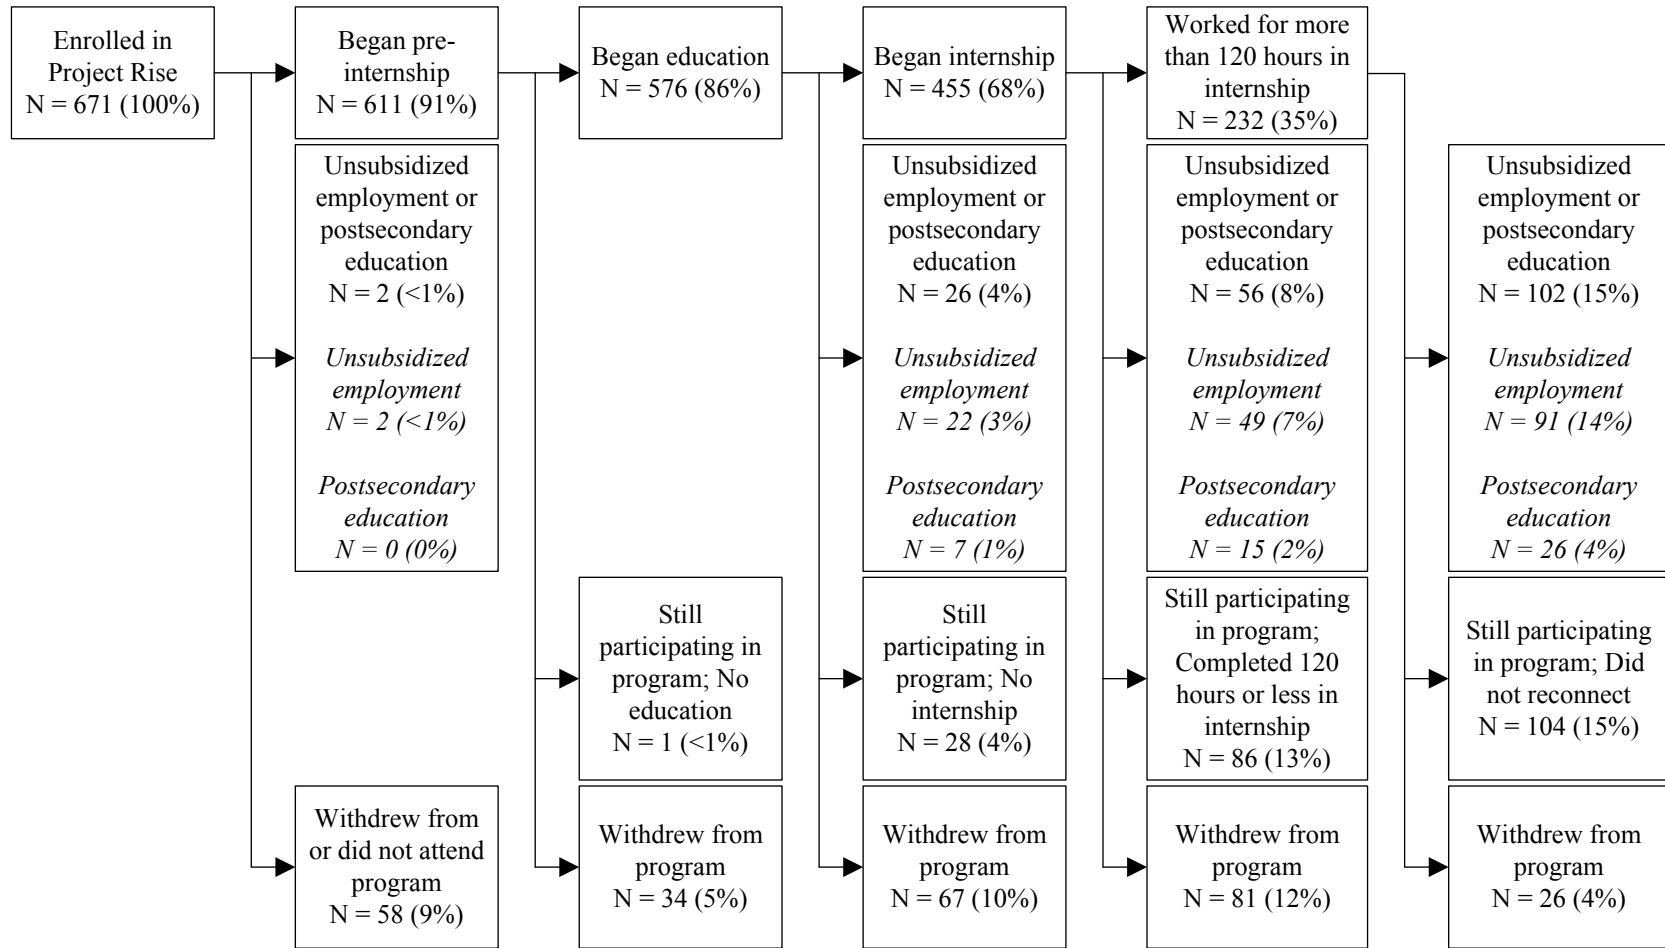 Enrolled in
Project Rise
N = 671 (100%)
Began pre-
internship
N = 611 (91%)
Began education
N = 576 (86%)
Began internship
N = 455 (68%)
Worked for more
than 120 hours in
internship
N = 232 (35%)
Unsubsidized
employment or
postsecondary
education
N = 2 (<1%)
Unsubsidized
employment
N = 2 (<1%)
Postsecondary
education
N = 0 (0%)
Unsubsidized
employment or
postsecondary
education
N = 26 (4%)
Unsubsidized
employment
N = 22 (3%)
Postsecondary
education
N = 7 (1%)
Unsubsidized
employment or
postsecondary
education
N = 56 (8%)
Unsubsidized
employment
N = 49 (7%)
Postsecondary
education
N = 15 (2%)
Unsubsidized
employment or
postsecondary
education
N = 102 (15%)
Unsubsidized
employment
N = 91 (14%)
Postsecondary
education
N = 26 (4%)
Still
participating in
program; No
education
N = 1 (<1%)
Still
participating in
program; No
internship
N = 28 (4%)
Still participating
in program;
Completed 120
hours or less in
internship
N = 86 (13%)
Still participating
in program; Did
not reconnect
N = 104 (15%)
Withdrew from
or did not attend
program
N = 58 (9%)
Withdrew from
program
N = 34 (5%)
Withdrew from
program
N = 67 (10%)
Withdrew from
program
N = 81 (12%)
Withdrew from
program
N = 26 (4%)